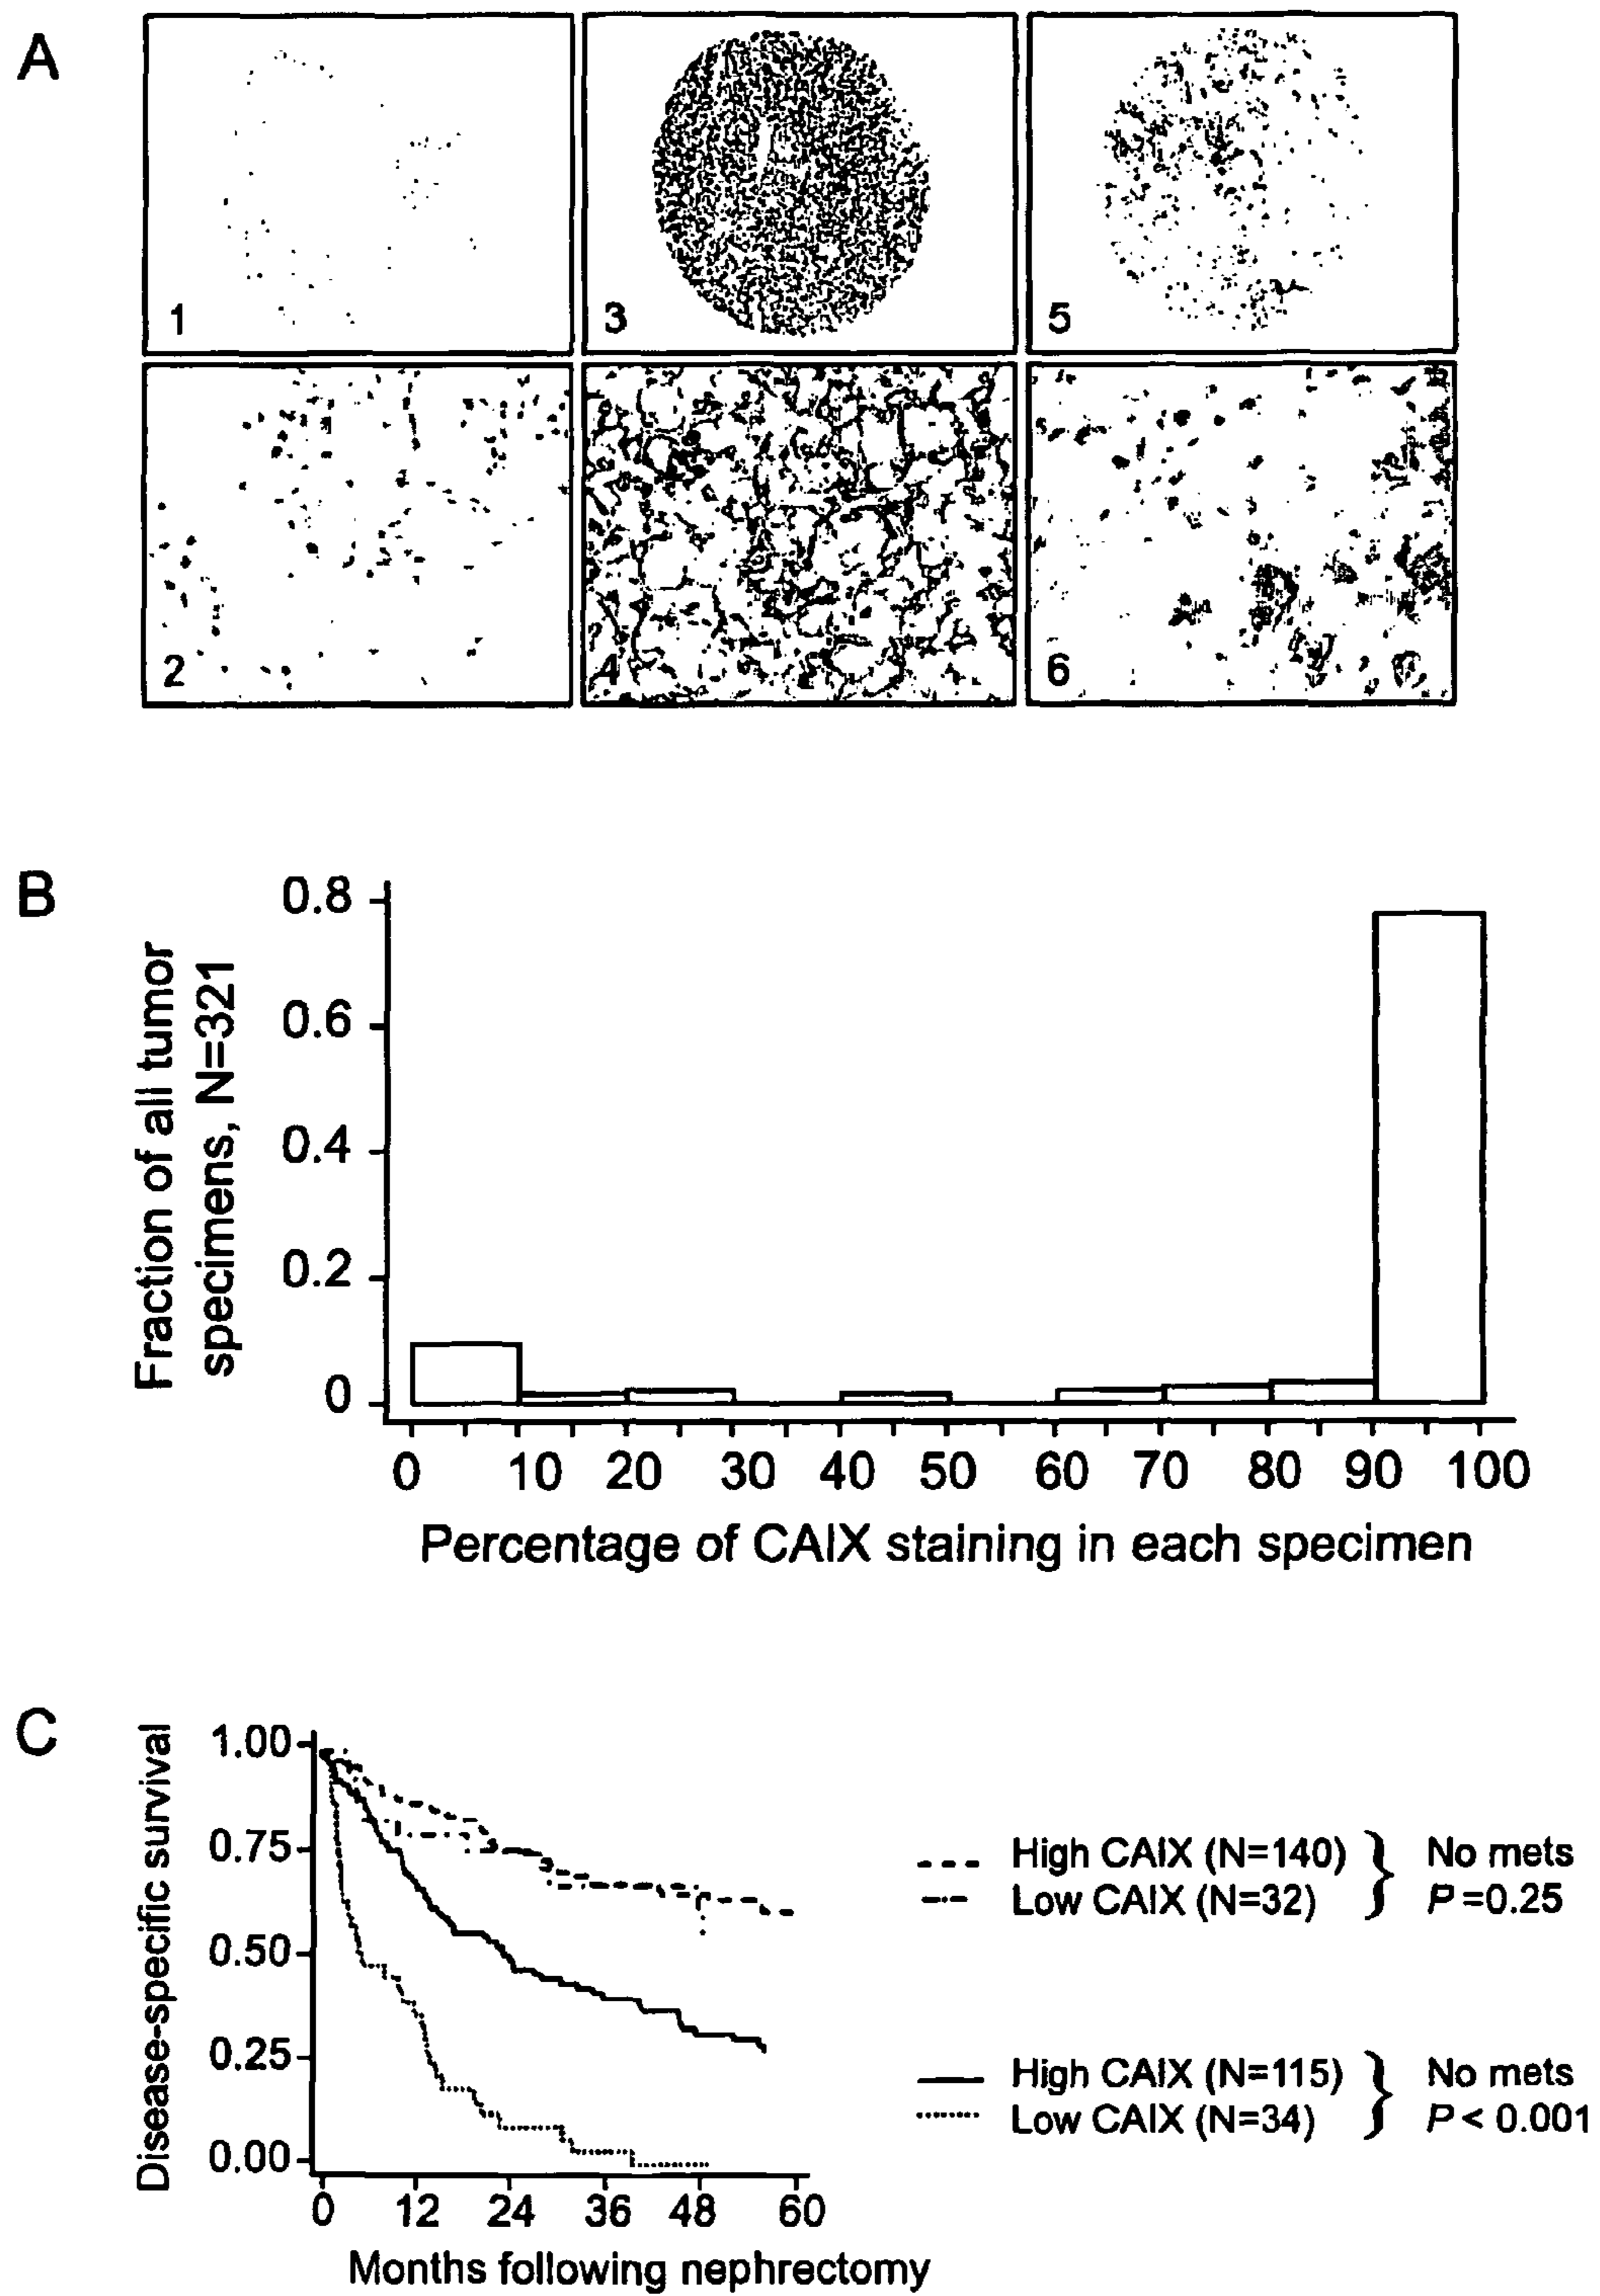 A
1
3
5
2
4
6
B
Fraction of all tumor
specimens, N=321
0.8
0.6
0.4
0.2
0
0 10 20 30 40 50 60 70 80 90 100
Percentage of CAIX staining in each specimen
C
Disease-specific survival
1.00
0.75
0.50
0.25
0.00
0 12 24 36 48 60
Months following nephrectomy
High CAIX (N=140) } No mets
Low CAIX (N=32) P=0.25
High CAIX (N=115) } No mets
Low CAIX (N=34) P< 0.001